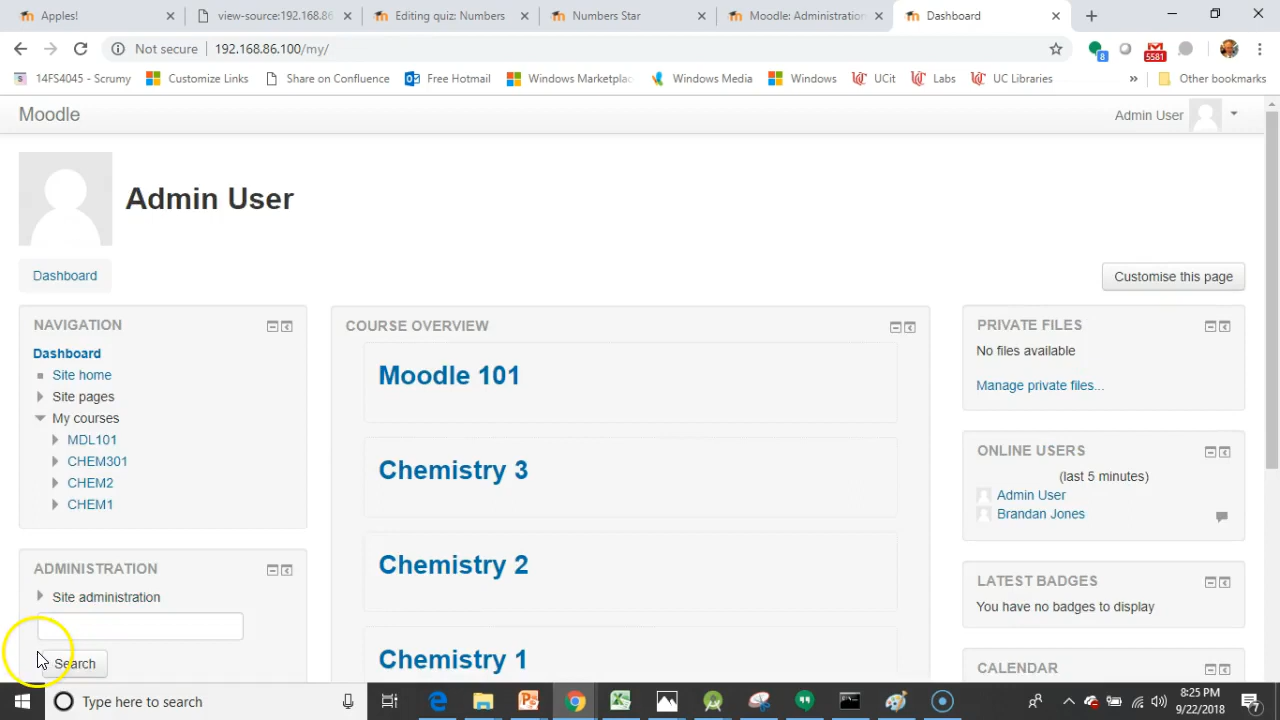 Apples!
view-source:192.168.86
Editing quiz: Numbers
Numbers Star
Moodle: Administration
Dashboard
Not secure 192.168.86.100/my/
8
5581
14FS4045 - Scrumy
Customize Links
Share on Confluence
Free Hotmail
Windows Marketplac
Windows Media
Windows
UCit
Labs
UC Libraries
»
Other bookmarks
Moodle
Admin User
Admin User
Dashboard
Customise this page
NAVIGATION
Dashboard
Site home
Site pages
My courses
MDL101
CHEM301
CHEM2
CHEM1
ADMINISTRATION
Site administration
Search
COURSE OVERVIEW
Moodle 101
Chemistry 3
Chemistry 2
Chemistry 1
PRIVATE FILES
No files available
Manage private files...
ONLINE USERS
(last 5 minutes)
Admin User
Brandan Jones
LATEST BADGES
You have no badges to display
CALENDAR
Type here to search
8:25 PM
9/22/2018
7